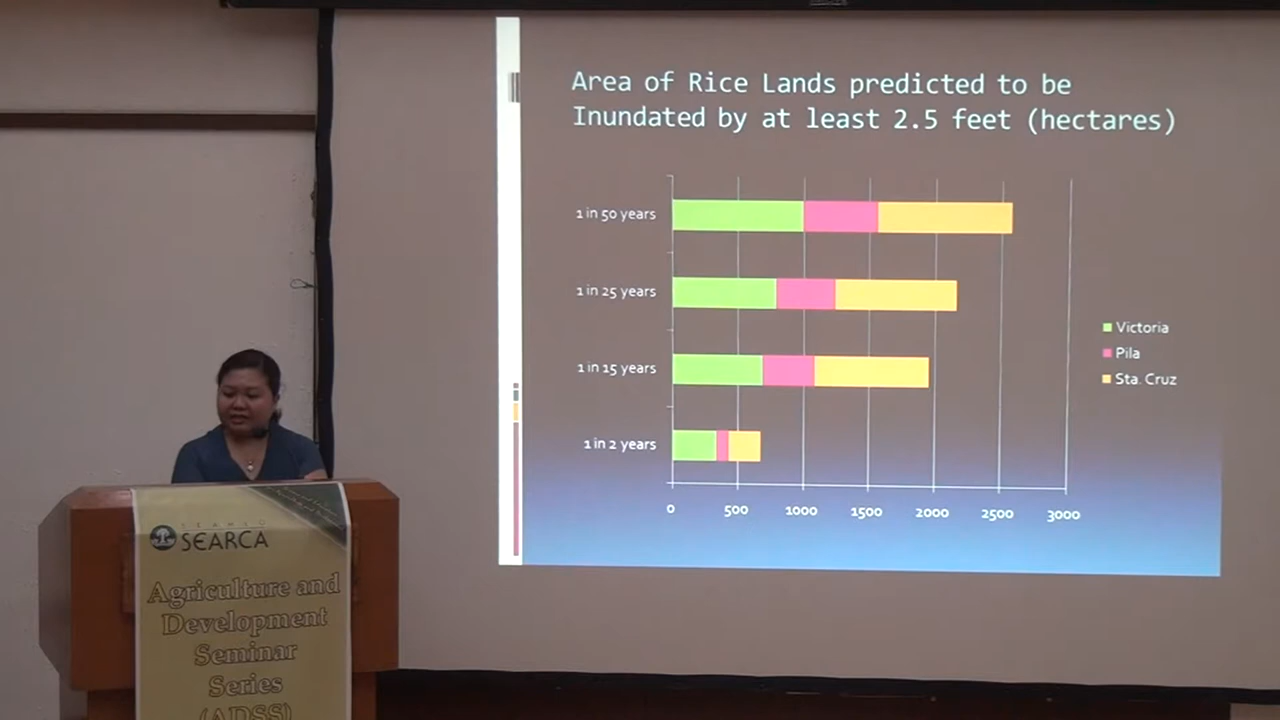 Area of Rice Lands predicted to be
Inundated by at least 2.5 feet (hectares)
1 in 50 years
1 in 25 years
1 in 15 years
1 in 2 years
0 500 1000 1500 2000 2500 3000
Victoria
Pila
Sta. Cruz
SEARCA
Agriculture and
Development
Seminar
Series
(ADSS)